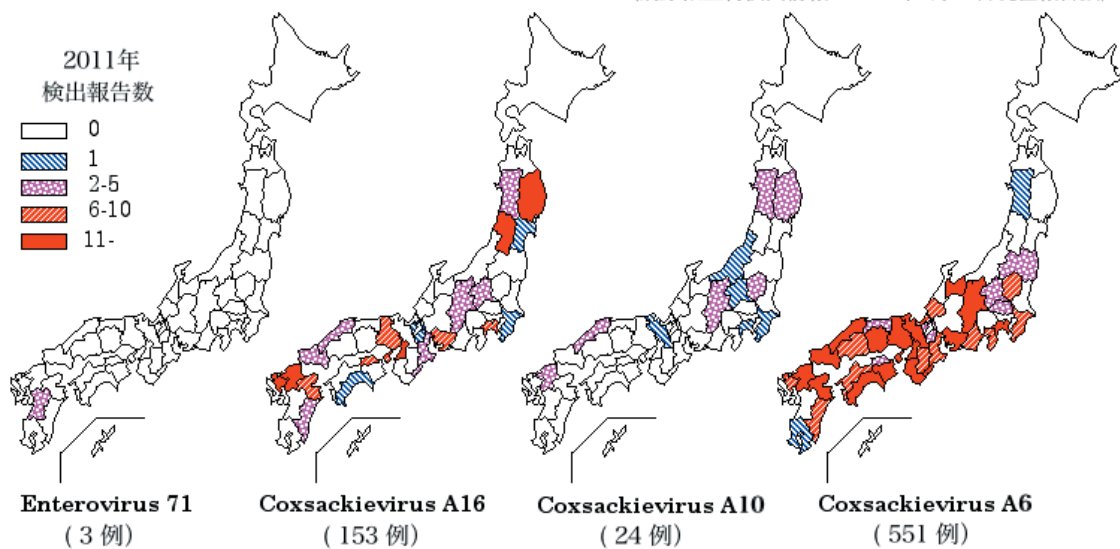 2011年
検出報告数
0
1
2-5
6-10
11-
Enterovirus 71
( 3 例)
Coxsackievirus A16
( 153 例)
Coxsackievirus A10
( 24 例)
Coxsackievirus A6
( 551 例)